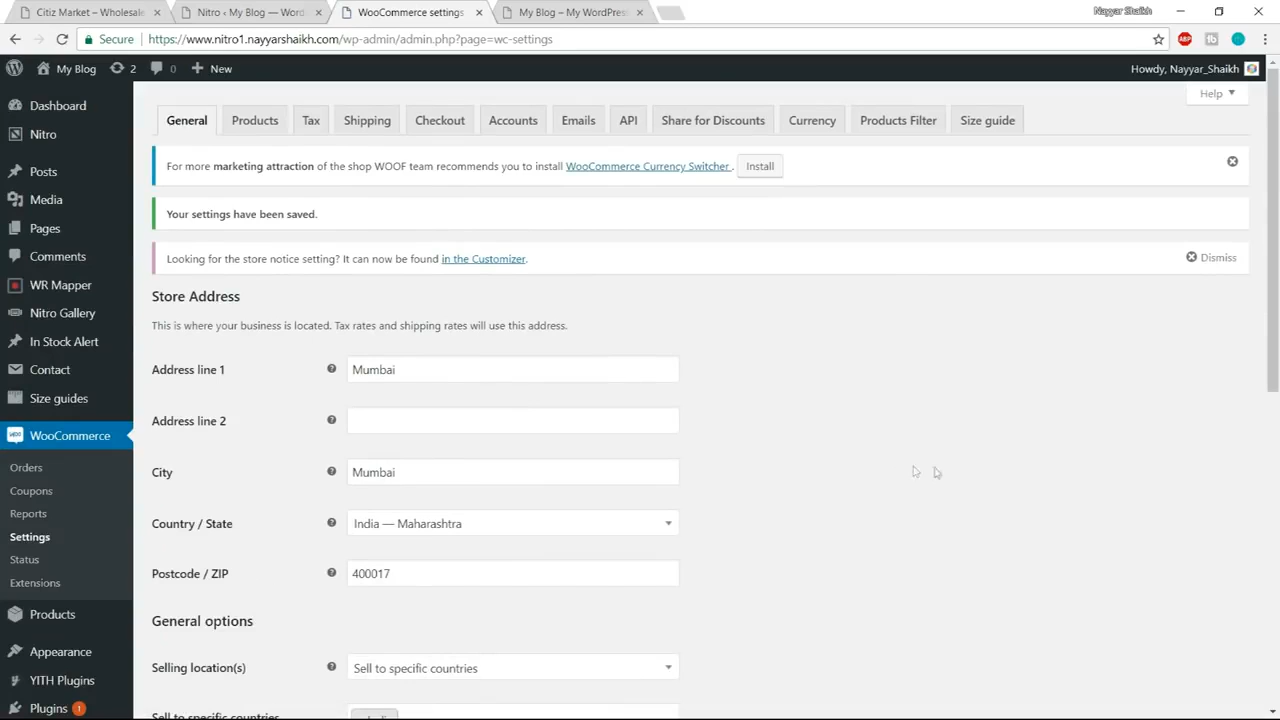 Citiz Market – Wholesale
Nitro ‹ My Blog — Word
WooCommerce settings
My Blog – My WordPress
Nayyar Shaikh
Secure
https://www.nitro1.nayyarshaikh.com/wp-admin/admin.php?page=wc-settings
ABP
tb
My Blog
2
0
New
Howdy, Nayyar_Shaikh
Help
Dashboard
Nitro
Posts
Media
Pages
Comments
WR Mapper
Nitro Gallery
In Stock Alert
Contact
Size guides
WooCommerce
Orders
Coupons
Reports
Settings
Status
Extensions
Products
Appearance
YITH Plugins
Plugins 1
General Products Tax Shipping Checkout Accounts Emails API Share for Discounts Currency Products Filter Size guide
For more marketing attraction of the shop WOOF team recommends you to install WooCommerce Currency Switcher . Install
Your settings have been saved.
Looking for the store notice setting? It can now be found in the Customizer.
Dismiss
Store Address
This is where your business is located. Tax rates and shipping rates will use this address.
Address line 1
Mumbai
Address line 2
City
Mumbai
Country / State
India — Maharashtra
Postcode / ZIP
400017
General options
Selling location(s)
Sell to specific countries
Sell to specific countries